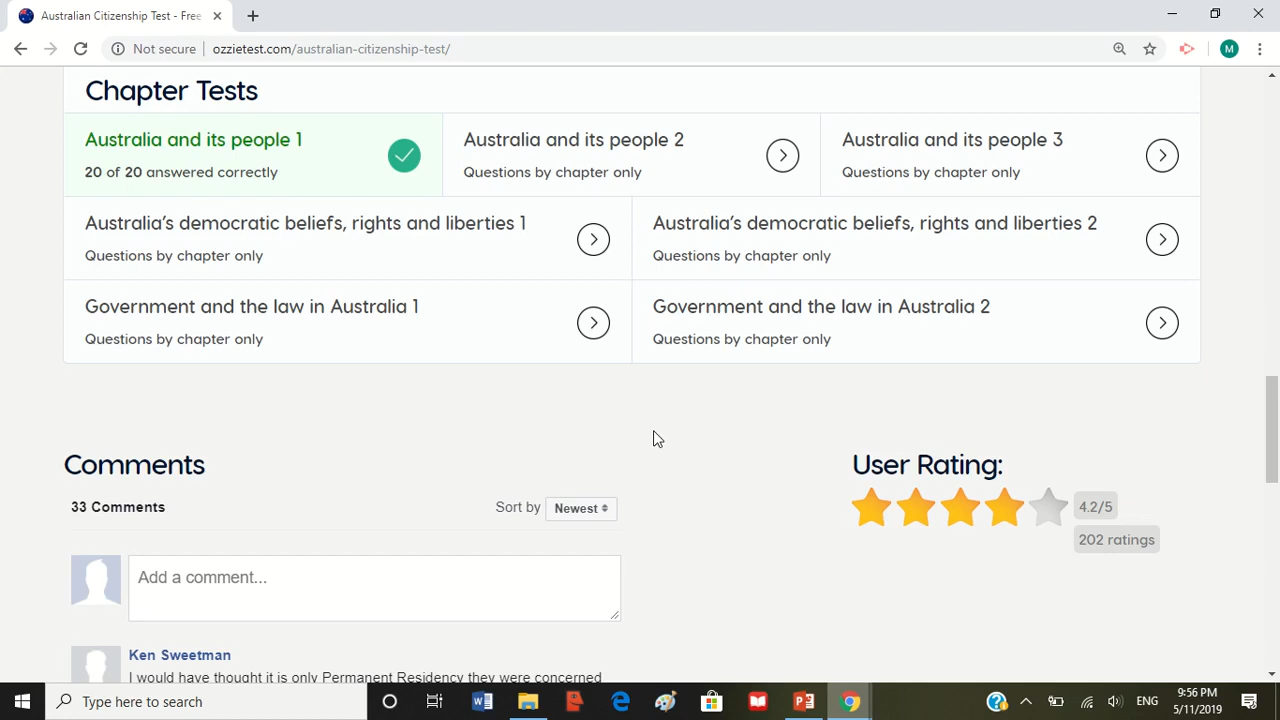 Australian Citizenship Test - Free
Not secure
ozzietest.com/australian-citizenship-test/
M
Chapter Tests
Australia and its people 1
20 of 20 answered correctly
Australia and its people 2
Questions by chapter only
Australia and its people 3
Questions by chapter only
Australia’s democratic beliefs, rights and liberties 1
Questions by chapter only
Australia’s democratic beliefs, rights and liberties 2
Questions by chapter only
Government and the law in Australia 1
Questions by chapter only
Government and the law in Australia 2
Questions by chapter only
Comments
33 Comments
Sort by Newest
Add a comment...
Ken Sweetman
I would have thought it is only Permanent Residency they were concerned
User Rating:
4.2/5
202 ratings
Type here to search
ENG
9:56 PM
5/11/2019